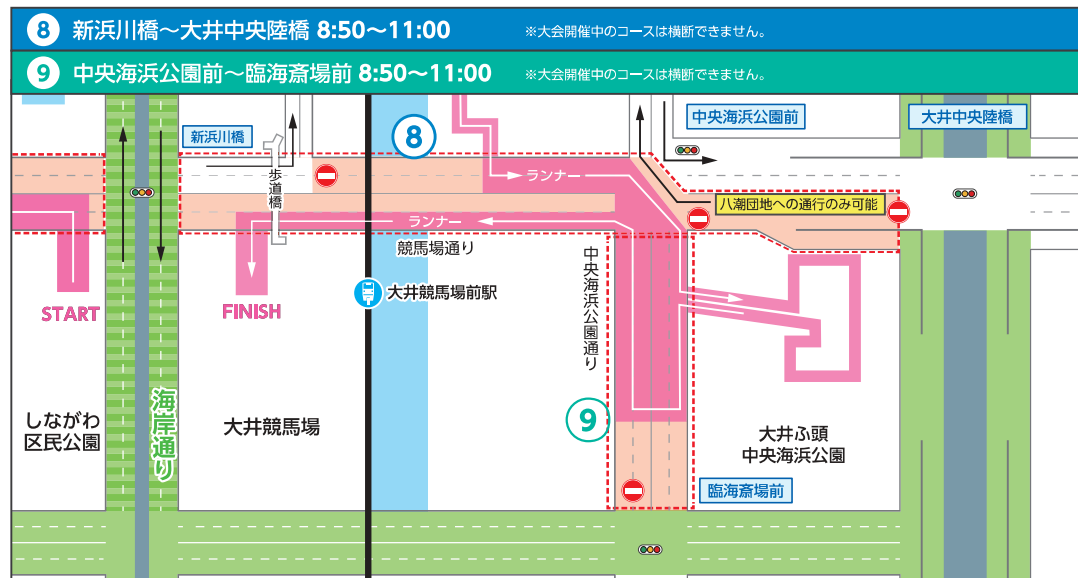 8 新浜川橋～大井中央陸橋 8:50～11:00 ※大会開催中のコースは横断できません。
9 中央海浜公園前～臨海斎場前 8:50～11:00 ※大会開催中のコースは横断できません。
新浜川橋
8
中央海浜公園前
大井中央陸橋
歩道橋
ランナー
八潮団地への通行のみ可能
ランナー
競馬場通り
中央海浜公園通り
大井競馬場前駅
START
FINISH
海岸通り
しながわ
区民公園
大井競馬場
9
大井ふ頭
中央海浜公園
臨海斎場前